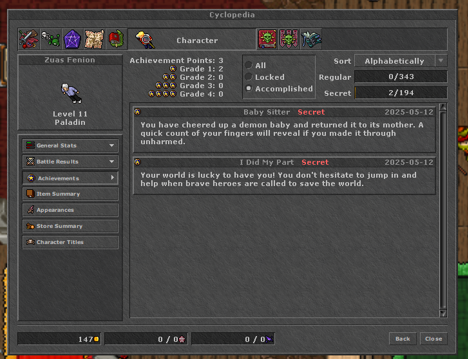 Cyclopedia
Character
Zuas Fenion
Level 11
Paladin
General Stats
Battle Results
Achievements
Item Summary
Appearances
Store Summary
Character Titles
Achievement Points: 3
Grade 1: 2
Grade 2: 0
Grade 3: 0
Grade 4: 0
All
Locked
Accomplished
Sort Alphabetically
Regular 0/343
Secret 2/194
Baby Sitter Secret 2025-05-12
You have cheered up a demon baby and returned it to its mother. A
quick count of your fingers will reveal if you made it through
unharmed.
I Did My Part Secret 2025-05-12
Your world is lucky to have you! You don't hesitate to jump in and
help when brave heroes are called to save the world.
147
0 / 0
0 / 0
Back
Close